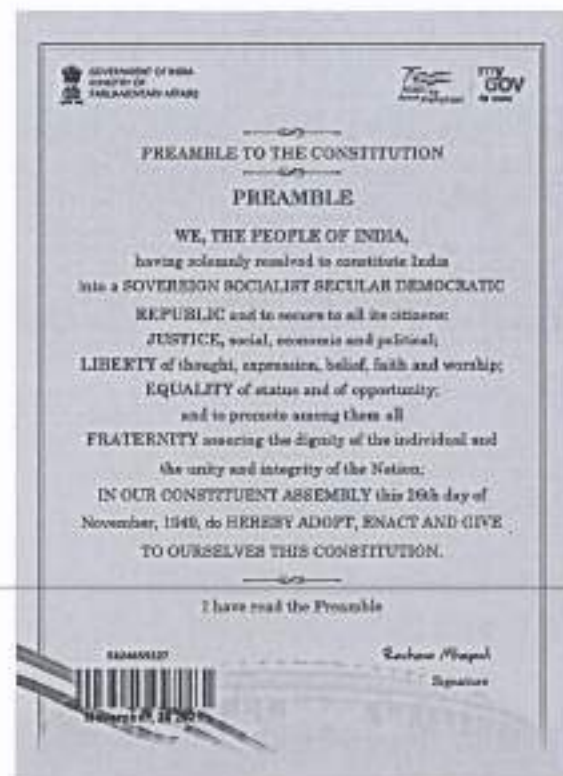 GOVERNMENT OF INDIA
MINISTRY OF
PARLIAMENTARY AFFAIRS
my
GOV
PREAMBLE TO THE CONSTITUTION
PREAMBLE
WE, THE PEOPLE OF INDIA,
having solemnly resolved to constitute India
into a SOVEREIGN SOCIALIST SECULAR DEMOCRATIC
REPUBLIC and to secure to all its citizens:
JUSTICE, social, economic and political;
LIBERTY of thought, expression, belief, faith and worship;
EQUALITY of status and of opportunity;
and to promote among them all
FRATERNITY assuring the dignity of the individual and
the unity and integrity of the Nation;
IN OUR CONSTITUENT ASSEMBLY this 26th day of
November, 1949, do HEREBY ADOPT, ENACT AND GIVE
TO OURSELVES THIS CONSTITUTION.
I have read the Preamble
Signature